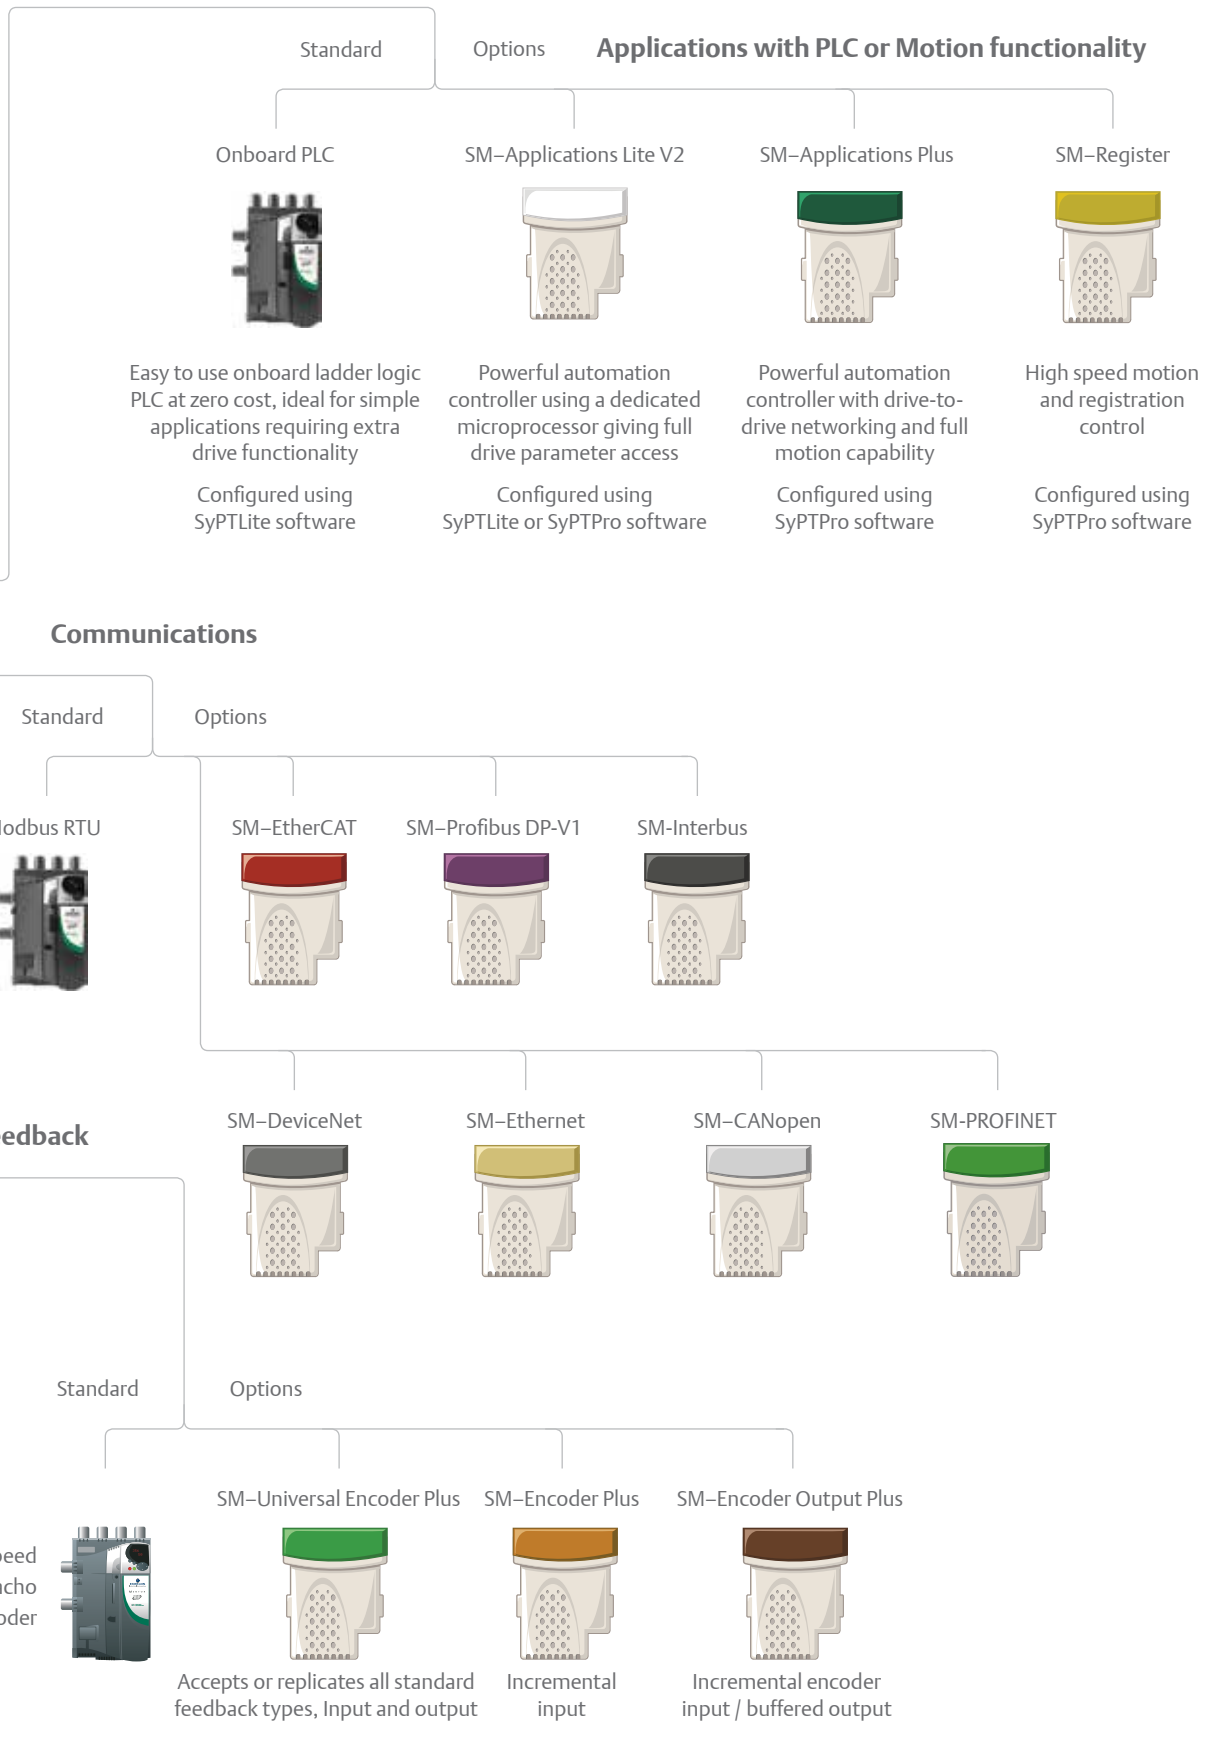 Standard
Options
Applications with PLC or Motion functionality
Onboard PLC
SM–Applications Lite V2
SM–Applications Plus
SM–Register
Easy to use onboard ladder logic
PLC at zero cost, ideal for simple
applications requiring extra
drive functionality
Configured using
SyPTLite software
Powerful automation
controller using a dedicated
microprocessor giving full
drive parameter access
Configured using
SyPTLite or SyPTPro software
Powerful automation
controller with drive-to-
drive networking and full
motion capability
Configured using
SyPTPro software
High speed motion
and registration
control
Configured using
SyPTPro software
Communications
Standard
Options
RTU
SM–EtherCAT
SM–Profibus DP-V1
SM-Interbus
SM–DeviceNet
SM–Ethernet
SM–CANopen
SM-PROFINET
Standard
Options
SM–Universal Encoder Plus
SM–Encoder Plus
SM–Encoder Output Plus
Accepts or replicates all standard
feedback types, Input and output
Incremental
input
Incremental encoder
input / buffered output